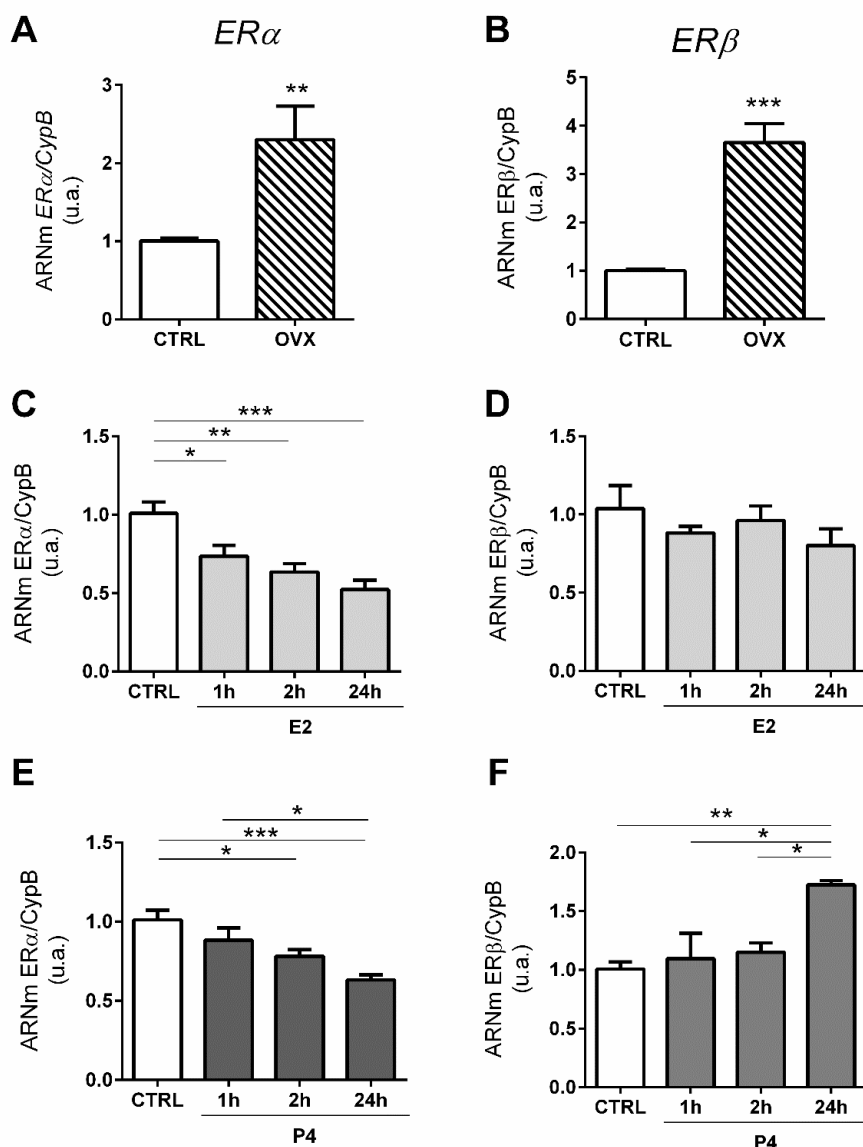 A
ERα
ARNm ERα/CypB
(u.a.)
3
2
1
0
**
CTRL
OVX
B
ERβ
ARNm ERβ/CypB
(u.a.)
5
4
3
2
1
0
***
CTRL
OVX
C
ARNm ERα/CypB
(u.a.)
1.5
1.0
0.5
0.0
***
**
*
CTRL
1h
2h
24h
E2
D
ARNm ERβ/CypB
(u.a.)
1.5
1.0
0.5
0.0
CTRL
1h
2h
24h
E2
E
ARNm ERα/CypB
(u.a.)
1.5
1.0
0.5
0.0
*
***
*
CTRL
1h
2h
24h
P4
F
ARNm ERβ/CypB
(u.a.)
2.0
1.5
1.0
0.5
0.0
**
*
*
CTRL
1h
2h
24h
P4